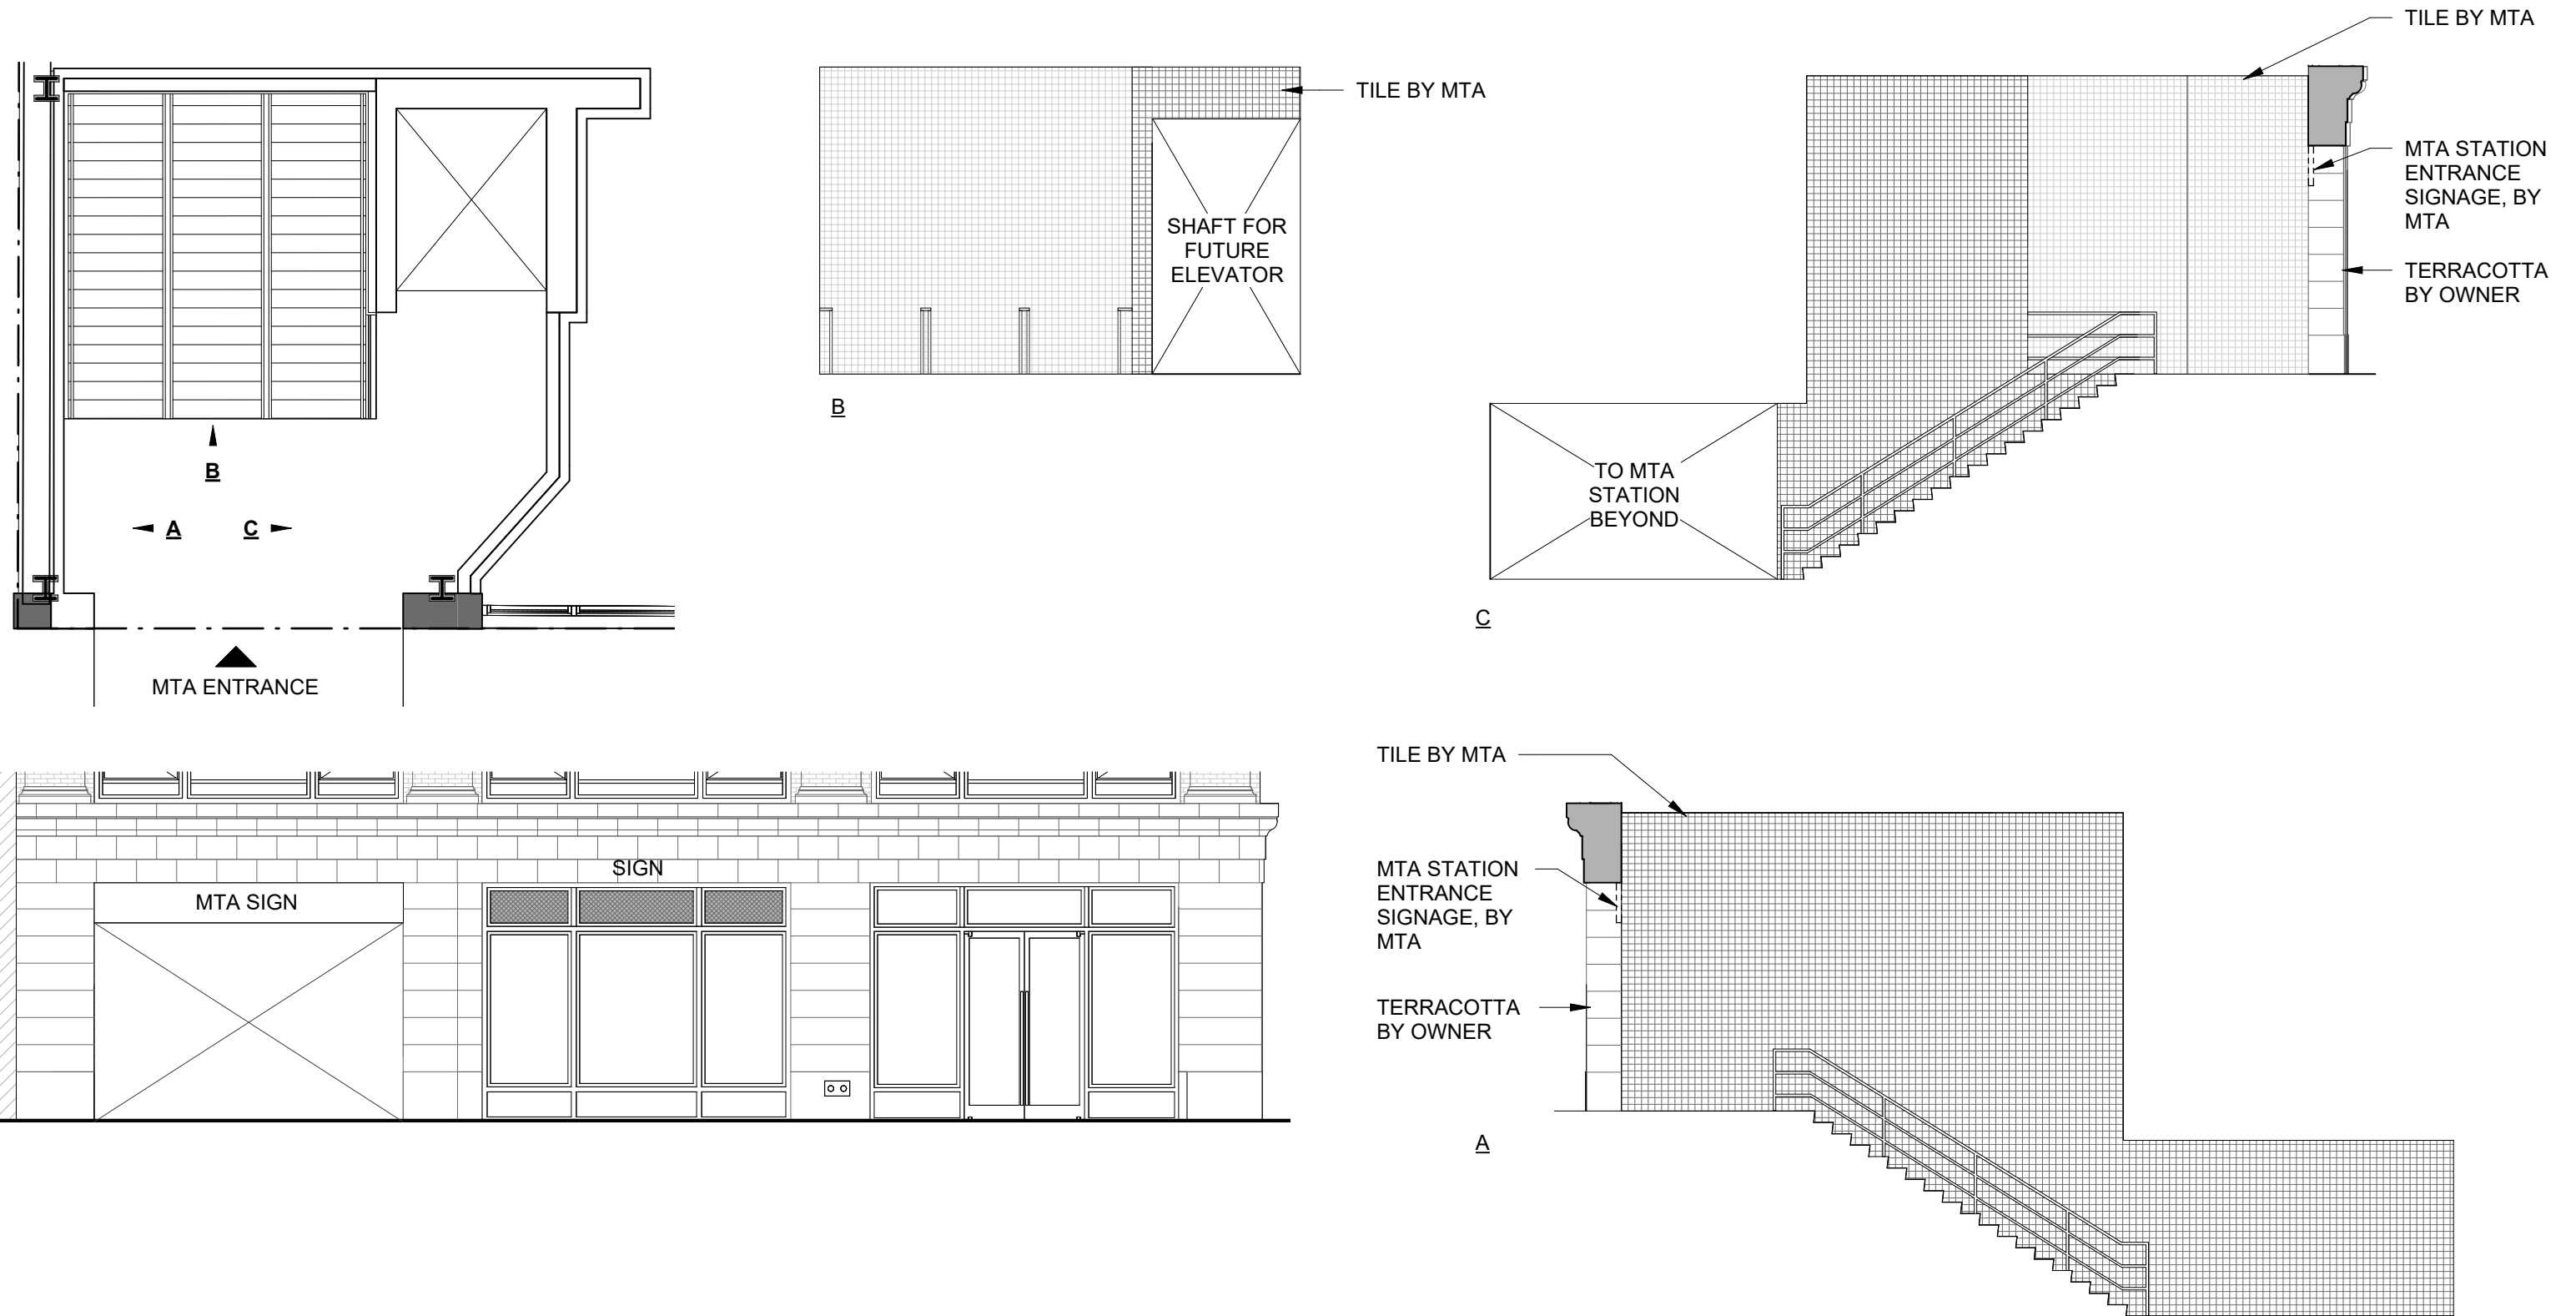 B
A
C
MTA ENTRANCE
TILE BY MTA
SHAFT FOR
FUTURE
ELEVATOR
B
TILE BY MTA
MTA STATION
ENTRANCE
SIGNAGE, BY
MTA
TERRACOTTA
BY OWNER
TO MTA
STATION
BEYOND
C
SIGN
MTA SIGN
TILE BY MTA
MTA STATION
ENTRANCE
SIGNAGE, BY
MTA
TERRACOTTA
BY OWNER
A